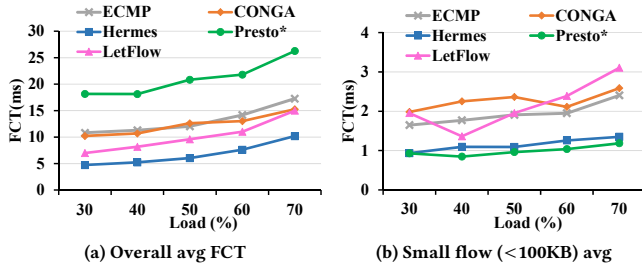 ECMP CONGA
Hermes Presto*
LetFlow
FCT(ms)
30
25
20
15
10
5
0
30 40 50 60 70
Load (%)
(a) Overall avg FCT
ECMP CONGA
Hermes Presto*
LetFlow
FCT(ms)
4
3
2
1
0
30 40 50 60 70
Load (%)
(b) Small flow (<100KB) avg